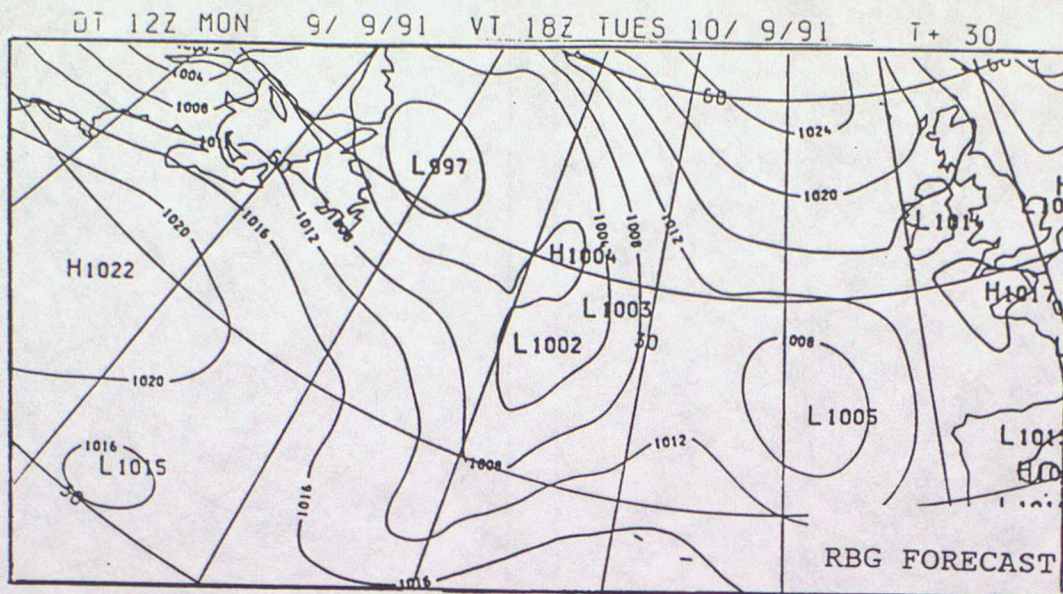 DT 12Z MON 9/ 9/91 VT 18Z TUES 10/ 9/91 T+ 30
1004
60
1008
1024
L997
1020
1020
1016
1012
1008
1004
1008
1012
L1014
H1022
H1004
H1017
L1003
L1002
30
1008
1020
L1005
1016
L1015
1012
1008
1016
30
1016
RBG FORECAST